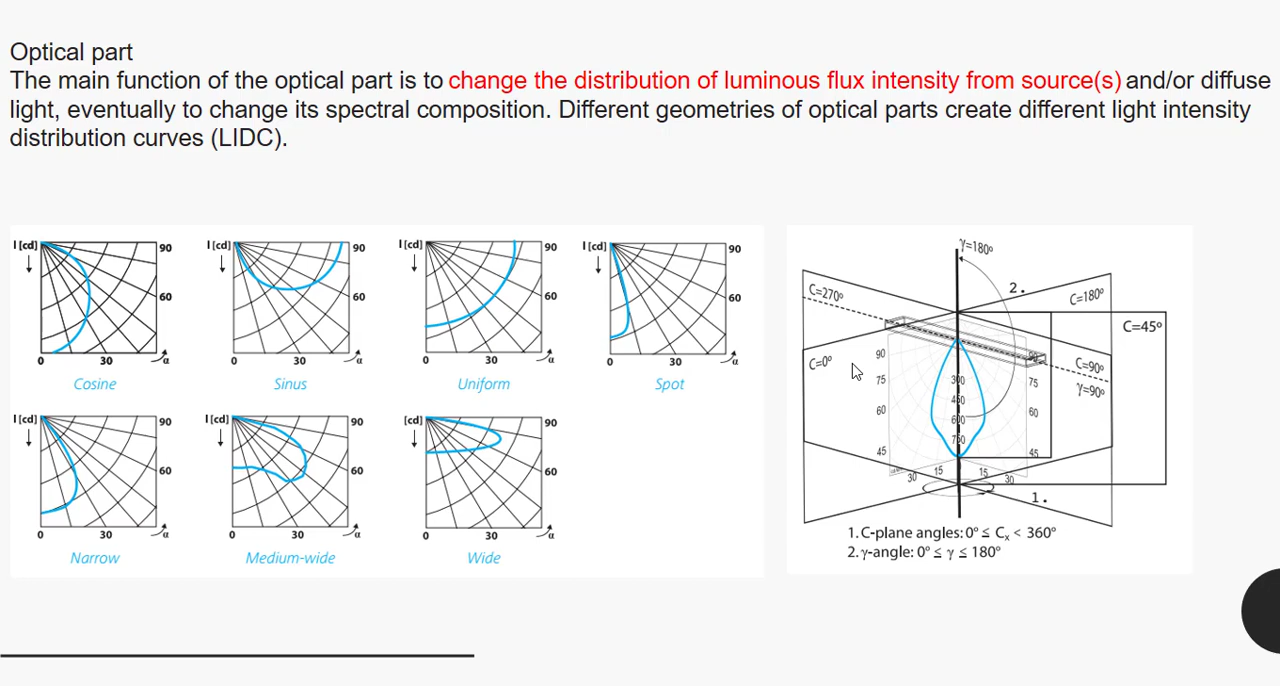 Optical part
The main function of the optical part is to change the distribution of luminous flux intensity from source(s) and/or diffuse
light, eventually to change its spectral composition. Different geometries of optical parts create different light intensity
distribution curves (LIDC).
I [cd] 90 60 30 0 α
Cosine
I [cd] 90 60 30 0 α
Sinus
I [cd] 90 60 30 0 α
Uniform
I [cd] 90 60 30 0 α
Spot
I [cd] 90 60 30 0 α
Narrow
I [cd] 90 60 30 0 α
Medium-wide
[cd] 90 60 30 0 α
Wide
γ=180º
C=270º
2.
C=180º
C=45º
C=0º
90
C=90º
75
300
75
γ=90º
60
450
60
600
45
750
45
30
15
15
30
1.
1.C-plane angles: 0º ≤ Cx < 360º
2.γ-angle: 0º ≤ γ ≤ 180º